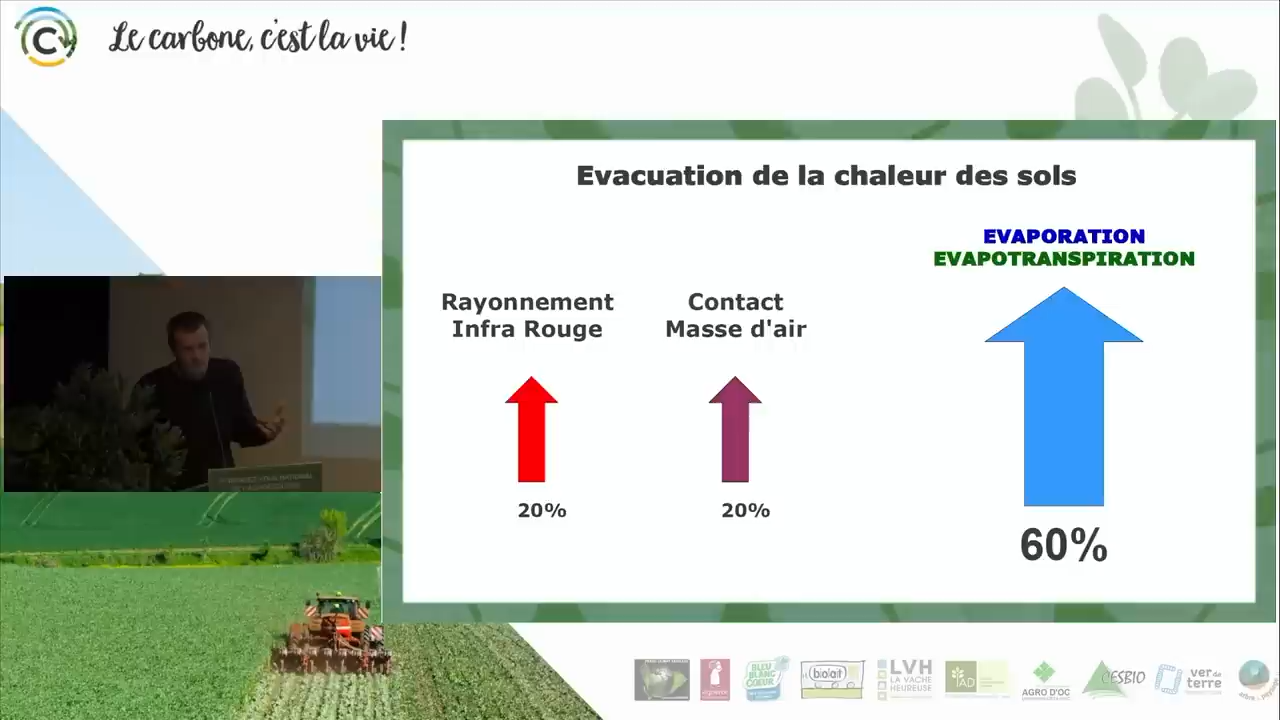 Le carbone, c'est la vie !
Evacuation de la chaleur des sols
EVAPORATION
EVAPOTRANSPIRATION
Rayonnement
Infra Rouge
Contact
Masse d'air
20%
20%
60%
BLEU
BLANC
COEUR
LVH
LA VACHE
HEUREUSE
IAD
AGRO D'OC
CESBIO
ver de
terre